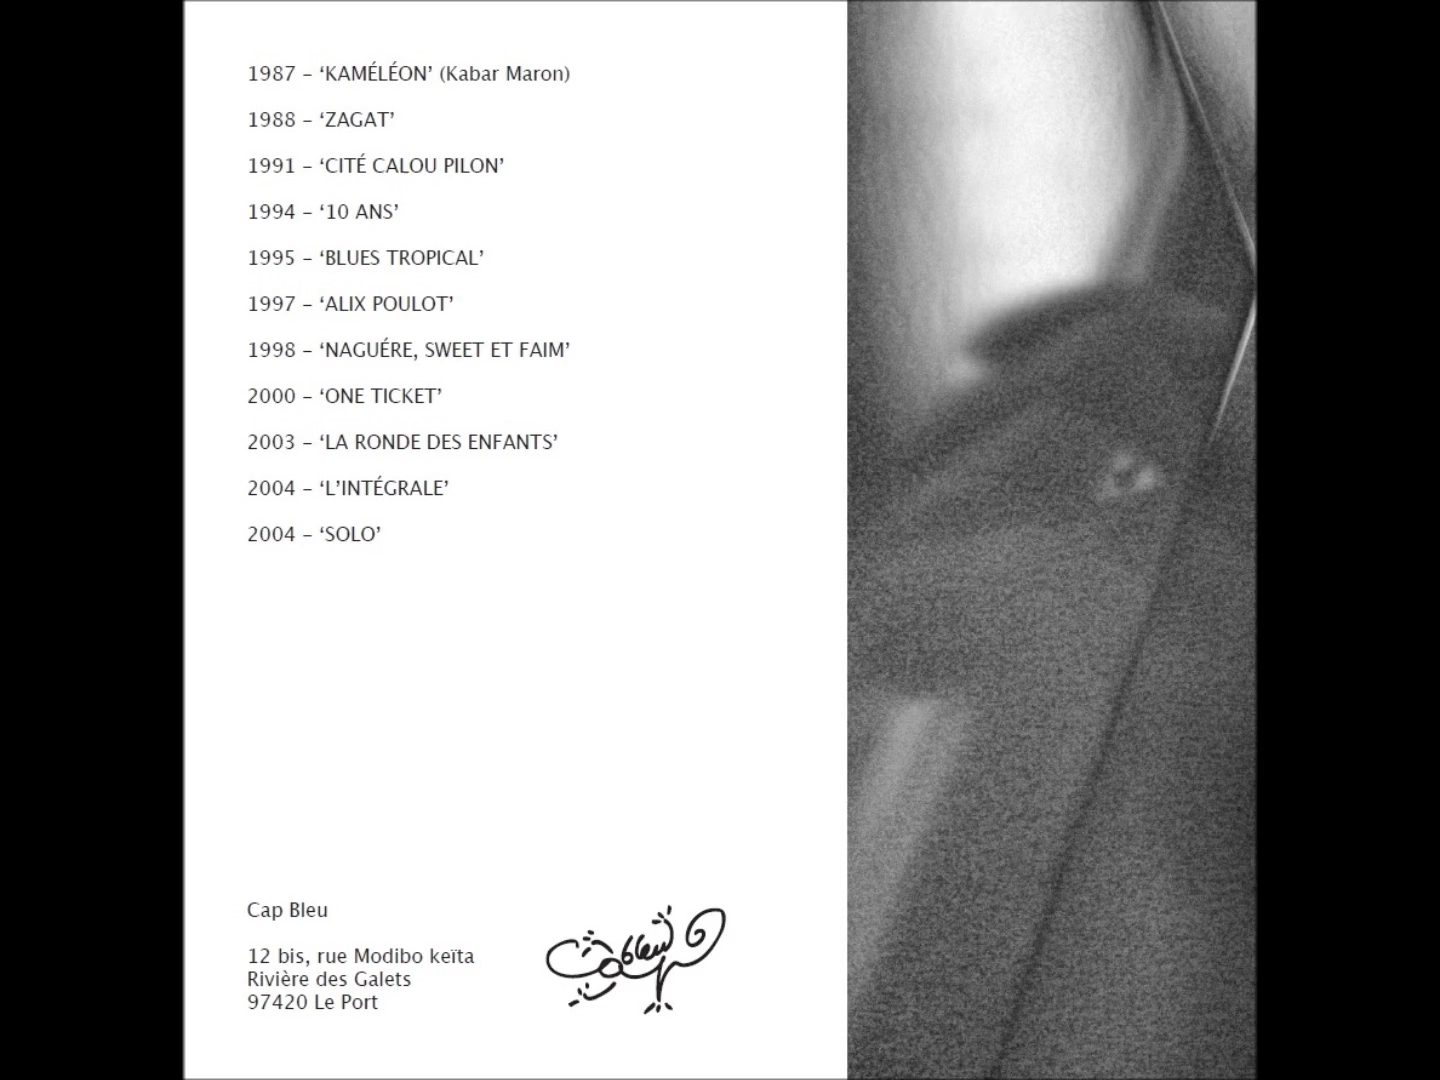 1987 – ‘KAMÉLÉON’ (Kabar Maron)
1988 – ‘ZAGAT’
1991 – ‘CITÉ CALOU PILON’
1994 – ‘10 ANS’
1995 – ‘BLUES TROPICAL’
1997 – ‘ALIX POULOT’
1998 – ‘NAGUÉRE, SWEET ET FAIM’
2000 – ‘ONE TICKET’
2003 – ‘LA RONDE DES ENFANTS’
2004 – ‘L’INTÉGRALE’
2004 – ‘SOLO’
Cap Bleu
12 bis, rue Modibo keïta
Rivière des Galets
97420 Le Port
Cap bleu